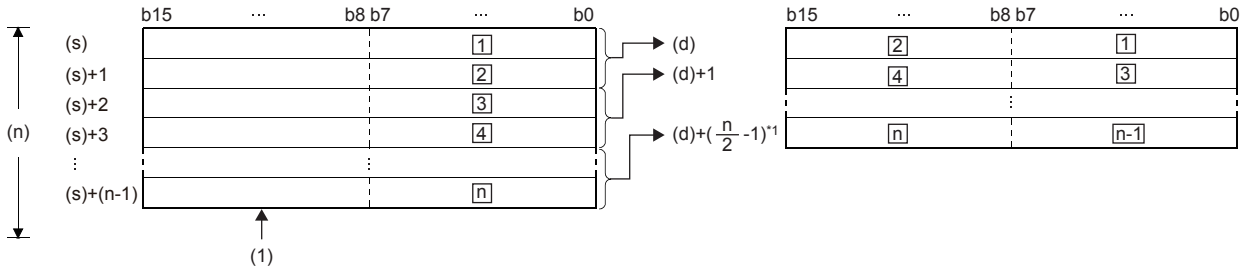 b15 ... b8 b7 ... b0 b15 ... b8 b7 ... b0
(s) 1 (d) 2 1
(s)+1 2 (d)+1 4 3
(s)+2 3 ⋮
(s)+3 4 (d)+(n/2 -1)*1 n n-1
(n)
⋮ ⋮
(s)+(n-1) n
(1)